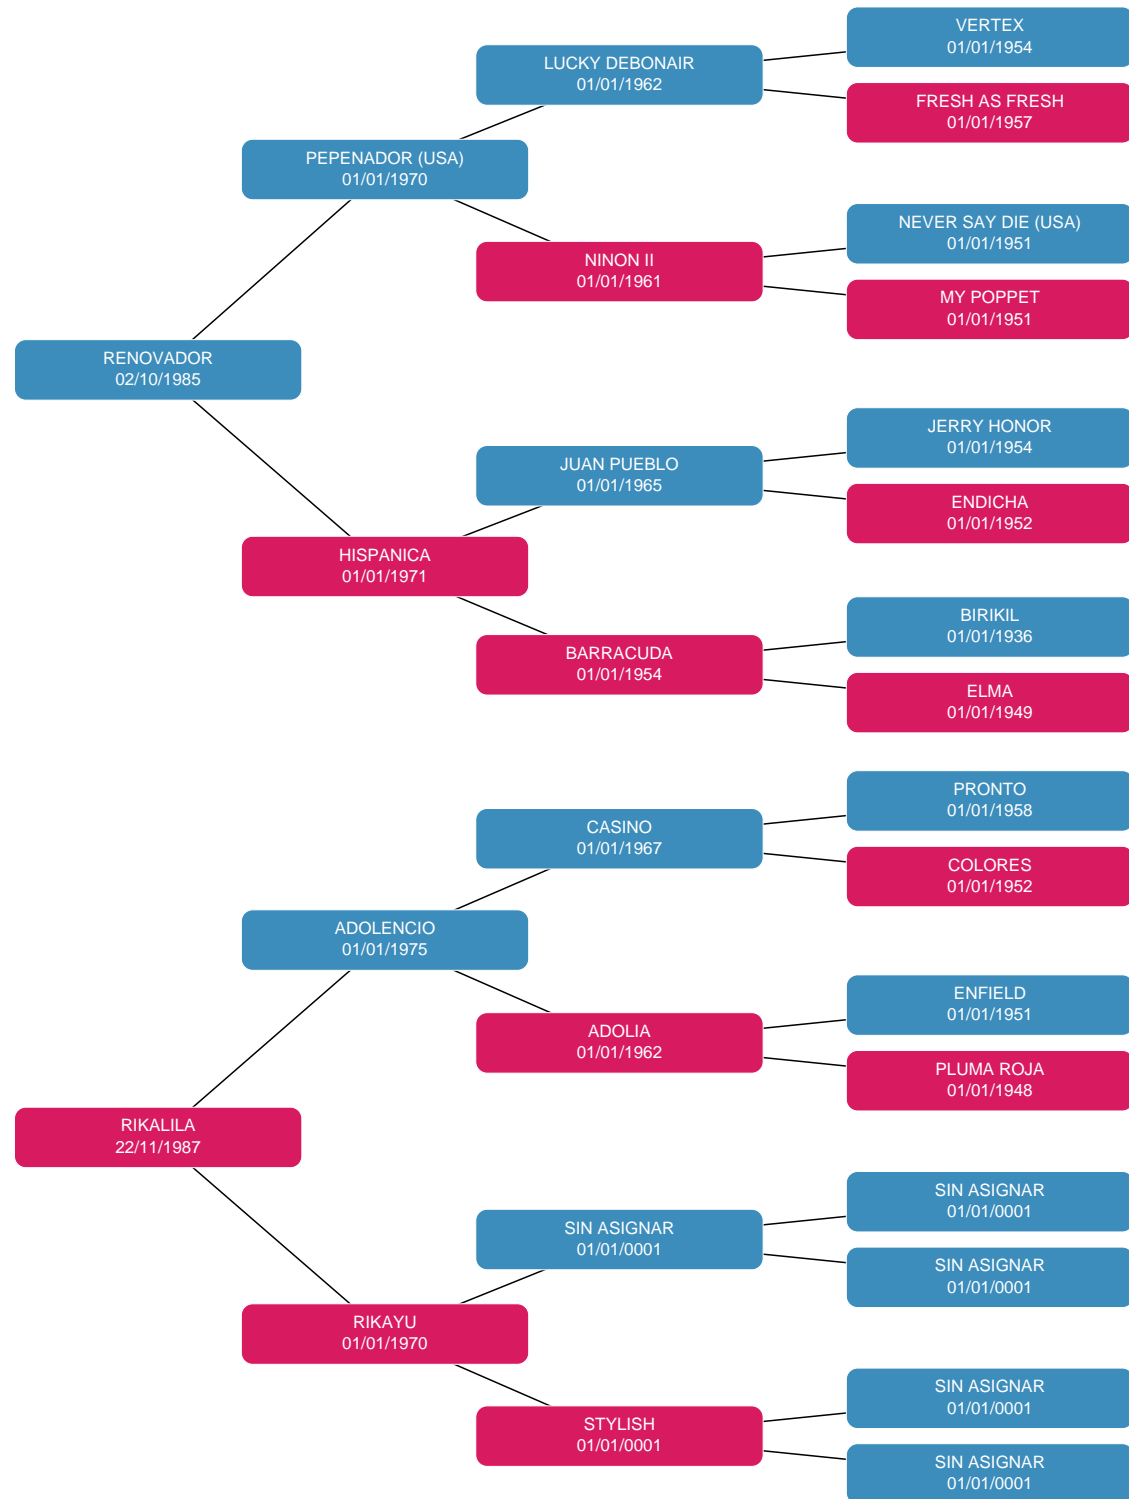 VERTEX
01/01/1954
LUCKY DEBONAIR
01/01/1962
FRESH AS FRESH
01/01/1957
PEPENADOR (USA)
01/01/1970
NEVER SAY DIE (USA)
01/01/1951
NINON II
01/01/1961
MY POPPET
01/01/1951
RENOVADOR
02/10/1985
JERRY HONOR
01/01/1954
JUAN PUEBLO
01/01/1965
ENDICHA
01/01/1952
HISPANICA
01/01/1971
BIRIKIL
01/01/1936
BARRACUDA
01/01/1954
ELMA
01/01/1949
PRONTO
01/01/1958
CASINO
01/01/1967
COLORES
01/01/1952
ADOLENCIO
01/01/1975
ENFIELD
01/01/1951
ADOLIA
01/01/1962
PLUMA ROJA
01/01/1948
RIKALILA
22/11/1987
SIN ASIGNAR
01/01/0001
SIN ASIGNAR
01/01/0001
SIN ASIGNAR
01/01/0001
RIKAYU
01/01/1970
SIN ASIGNAR
01/01/0001
STYLISH
01/01/0001
SIN ASIGNAR
01/01/0001